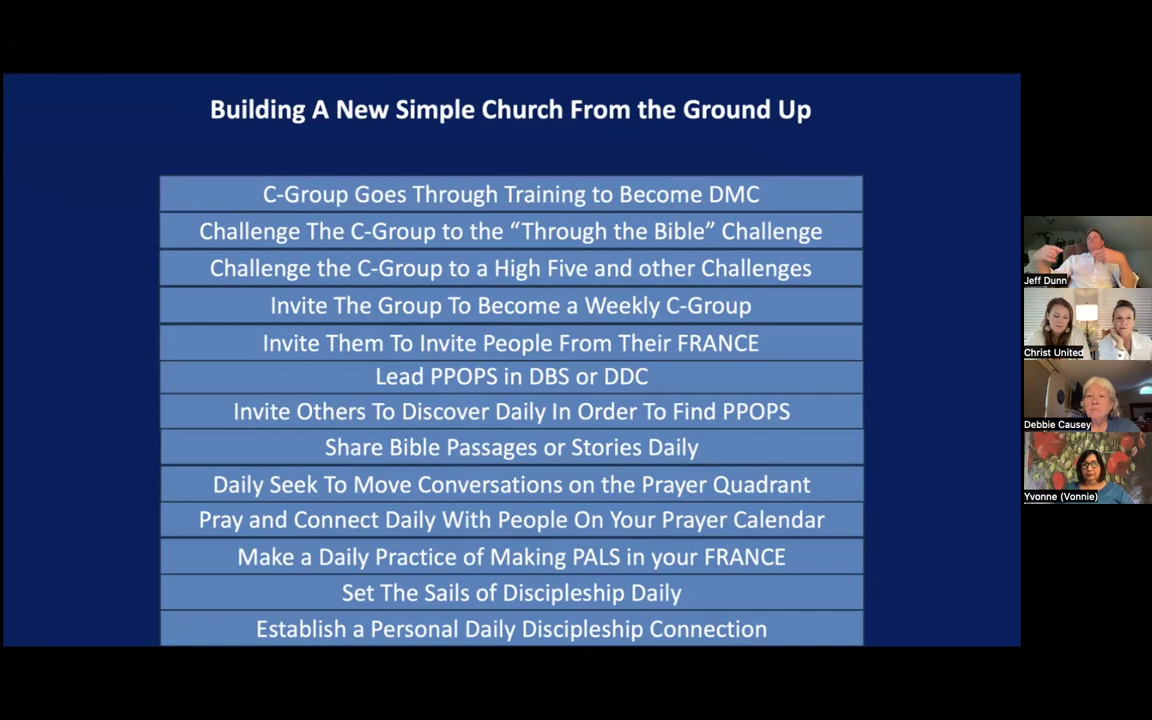 Building A New Simple Church From the Ground Up
C-Group Goes Through Training to Become DMC
Challenge The C-Group to the “Through the Bible” Challenge
Challenge the C-Group to a High Five and other Challenges
Invite The Group To Become a Weekly C-Group
Invite Them To Invite People From Their FRANCE
Lead PPOPS in DBS or DDC
Invite Others To Discover Daily In Order To Find PPOPS
Share Bible Passages or Stories Daily
Daily Seek To Move Conversations on the Prayer Quadrant
Pray and Connect Daily With People On Your Prayer Calendar
Make a Daily Practice of Making PALS in your FRANCE
Set The Sails of Discipleship Daily
Establish a Personal Daily Discipleship Connection
Jeff Dunn
Christ United
Debbie Causey
Yvonne (Vonnie)